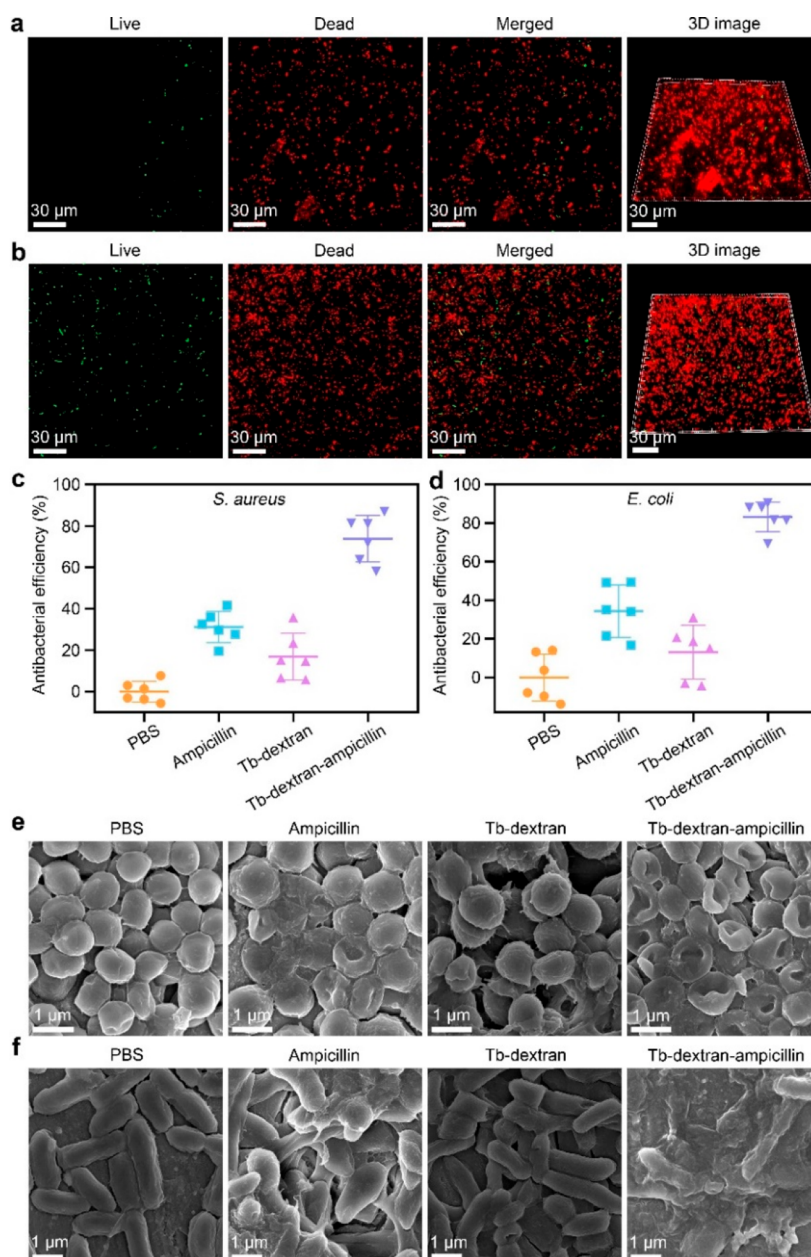 a
Live
Dead
Merged
3D image
30 µm
30 µm
30 µm
30 µm
b
Live
Dead
Merged
3D image
30 µm
30 µm
30 µm
30 µm
c
S. aureus
Antibacterial efficiency (%)
100
80
60
40
20
0
PBS
Ampicillin
Tb-dextran
Tb-dextran-ampicillin
d
E. coli
Antibacterial efficiency (%)
100
80
60
40
20
0
PBS
Ampicillin
Tb-dextran
Tb-dextran-ampicillin
e
PBS
Ampicillin
Tb-dextran
Tb-dextran-ampicillin
1 µm
1 µm
1 µm
1 µm
f
PBS
Ampicillin
Tb-dextran
Tb-dextran-ampicillin
1 µm
1 µm
1 µm
1 µm